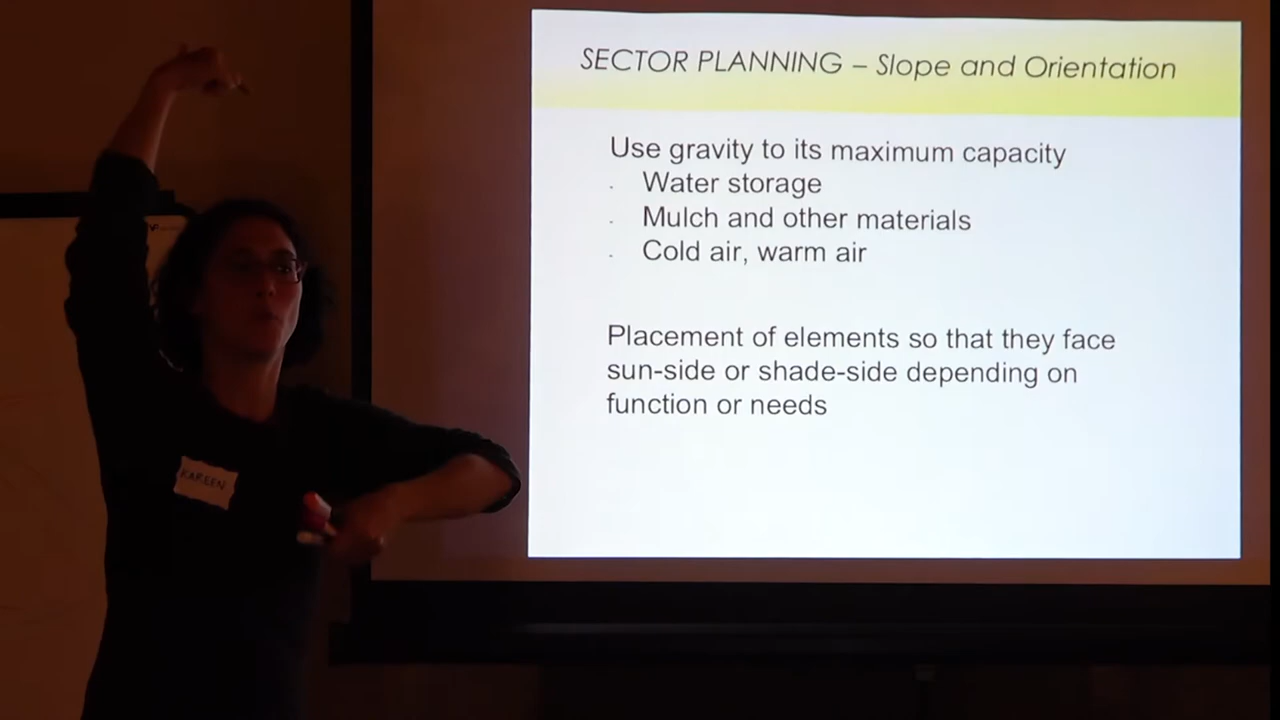 SECTOR PLANNING – Slope and Orientation
Use gravity to its maximum capacity
· Water storage
· Mulch and other materials
· Cold air, warm air
Placement of elements so that they face
sun-side or shade-side depending on
function or needs
KAREEN